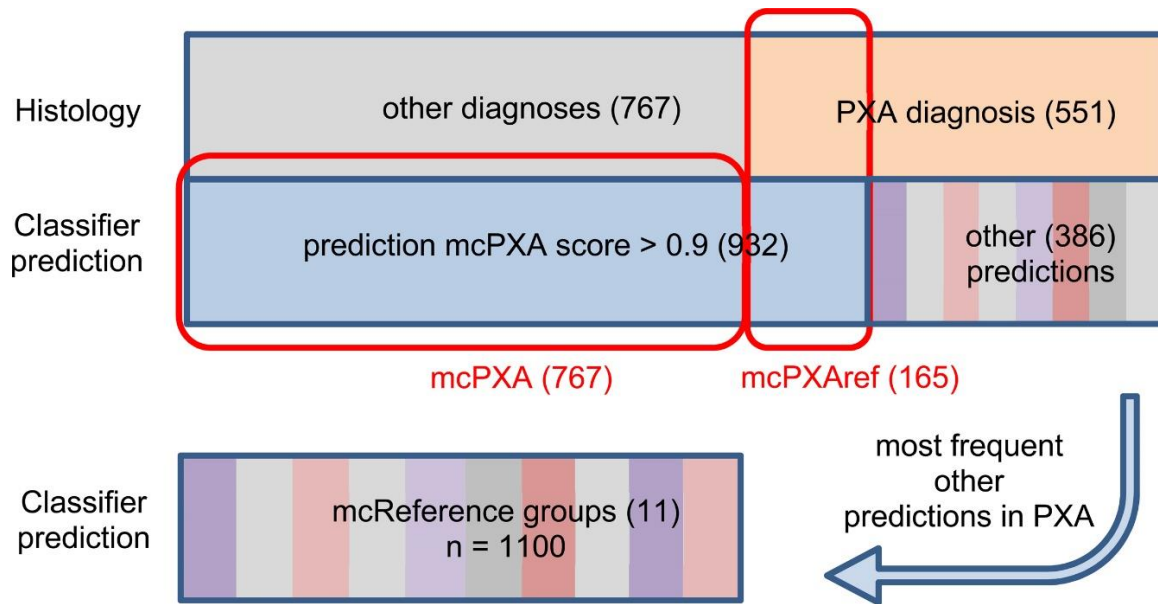 Histology
other diagnoses (767)
PXA diagnosis (551)
Classifier
prediction
prediction mcPXA score > 0.9 (932)
other (386)
predictions
mcPXA (767)
mcPXAref (165)
most frequent
other
predictions in PXA
Classifier
prediction
mcReference groups (11)
n = 1100